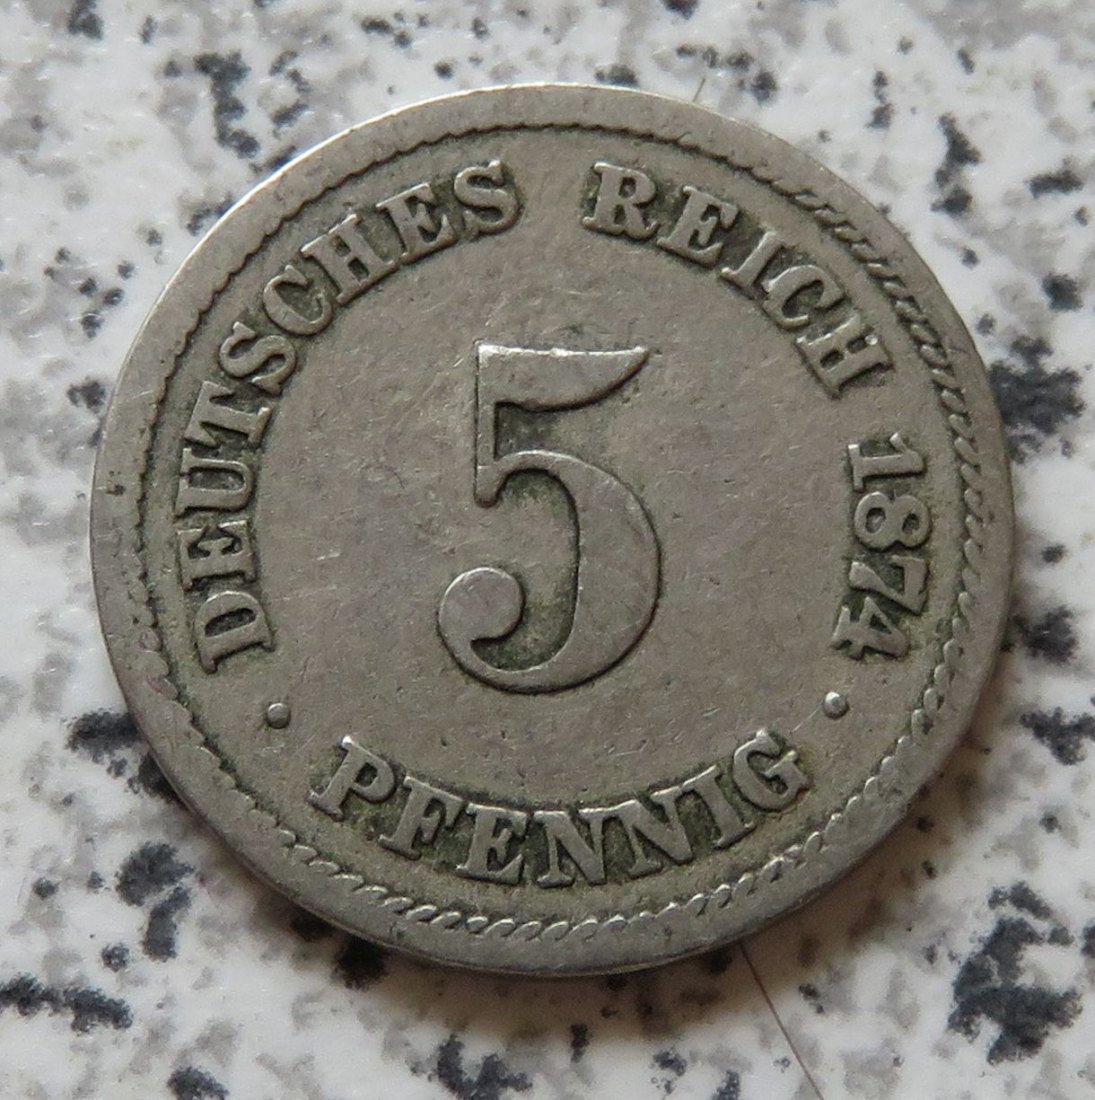 DEUTSCHES REICH 1874
5
· PFENNIG ·